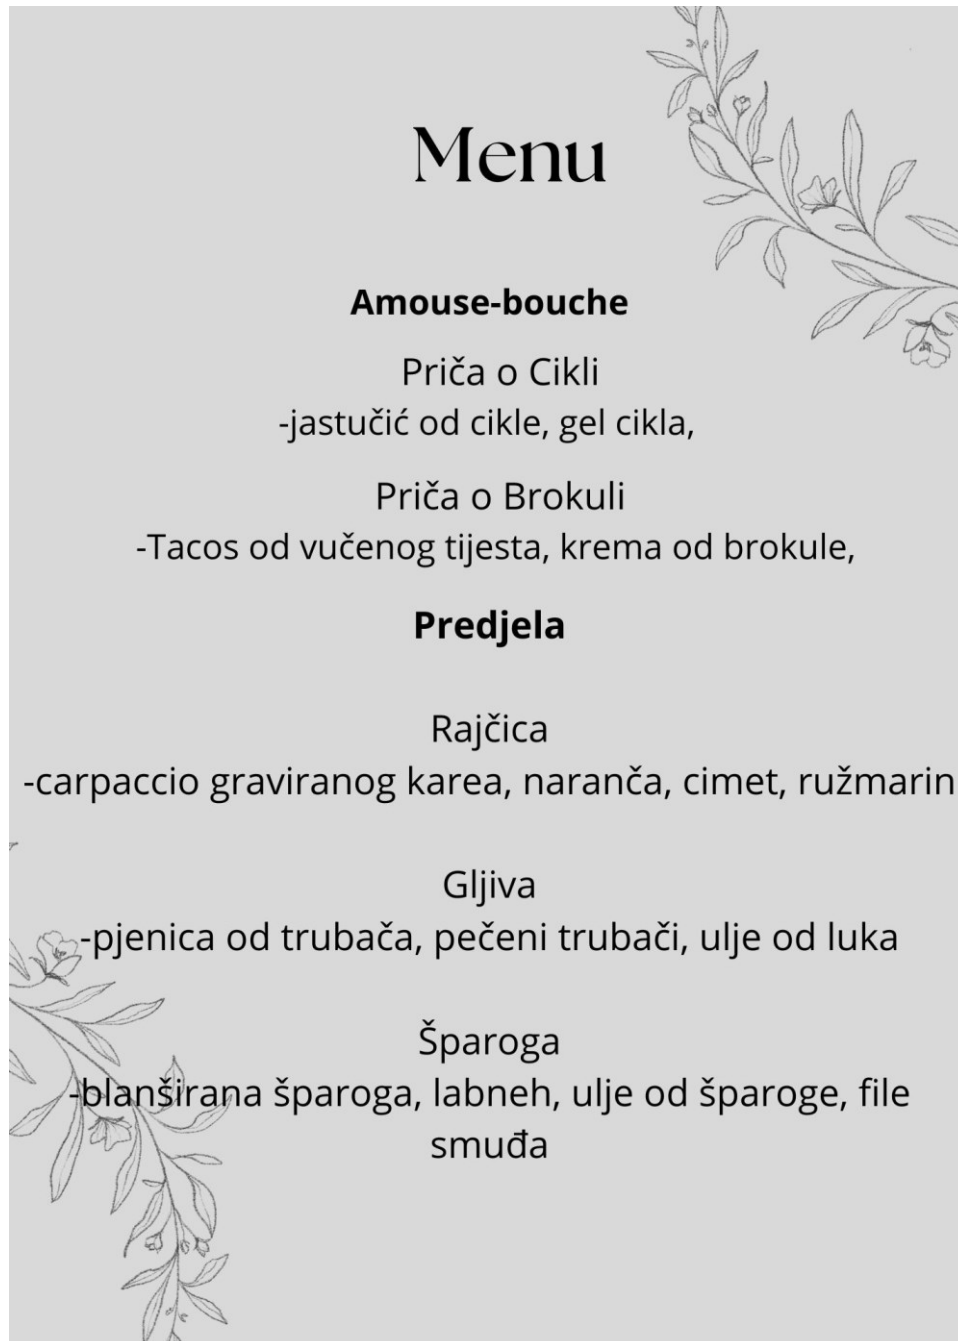 Menu
Amouse-bouche
Priča o Cikli
-jastučić od cikle, gel cikla,
Priča o Brokuli
-Tacos od vučenog tijesta, krema od brokule,
Predjela
Rajčica
-carpaccio graviranog karea, naranča, cimet, ružmarin
Gljiva
-pjenica od trubača, pečeni trubači, ulje od luka
Šparoga
-blanširana šparoga, labneh, ulje od šparoge, file
smuđa